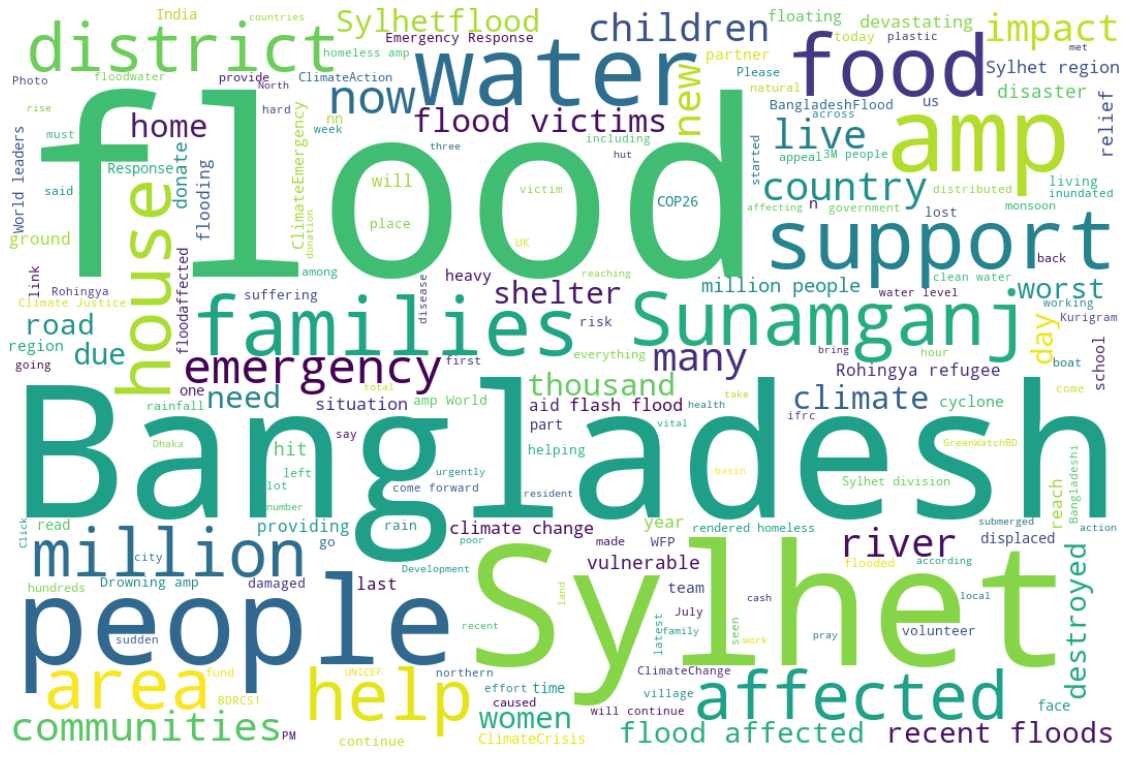 India
countries
Sylhetflood
children
floating
devastating
impact
district
floodwater
homeless amp
Emergency Response
partner
today
plastic
met
food
Photo
provide
North
ClimateAction
water
Please
natural
Sylhet region
disaster
rise
hard
now
new
BangladeshFlood
us
relief
must
home
nn
week
flood victims
across
live
amp
World leaders
Response
donate
flooding
ClimateEmergency
three
including
hut
started
appeal
3M people
said
flood
will
victim
COP26
country
distributed
living
inundated
house
place
donation
affecting
n
government
lost
monsoon
ground
UK
support
link
floodaffected
among
reaching
back
Rohingya
suffering
heavy
disease
million people
clean water
worst
Climate Justice
shelter
water level
working
road
families
risk
Sunamganj
Kurigram
region
due
day
going
emergency
first
everything
many
bring
hour
boat
school
one
total
Rohingya refugee
need
amp World
thousand
health
take
come
rainfall
situation
aid
flash flood
ifrc
climate
cyclone
say
part
vital
Dhaka
hit
helping
GreenWatchBD
Bangladesh
left
urgently
basin
lot
come forward
resident
Sylhet division
reach
Bangladeshi
number
Click
read
providing
rain
climate change
year
rendered homeless
submerged
action
million
city
go
poor
made
WFP
river
displaced
Drowning amp
damaged
last
Development
vulnerable
flooded
according
hundreds
land
team
people
Sylhet
cash
local
destroyed
July
sudden
recent
latest
family
seen
work
pray
volunteer
area
fund
UNICEF
northern
ClimateChange
BDRCS1
help
effort
time
village
affected
face
caused
will continue
communities
PM
women
continue
ClimateCrisis
flood affected
recent floods